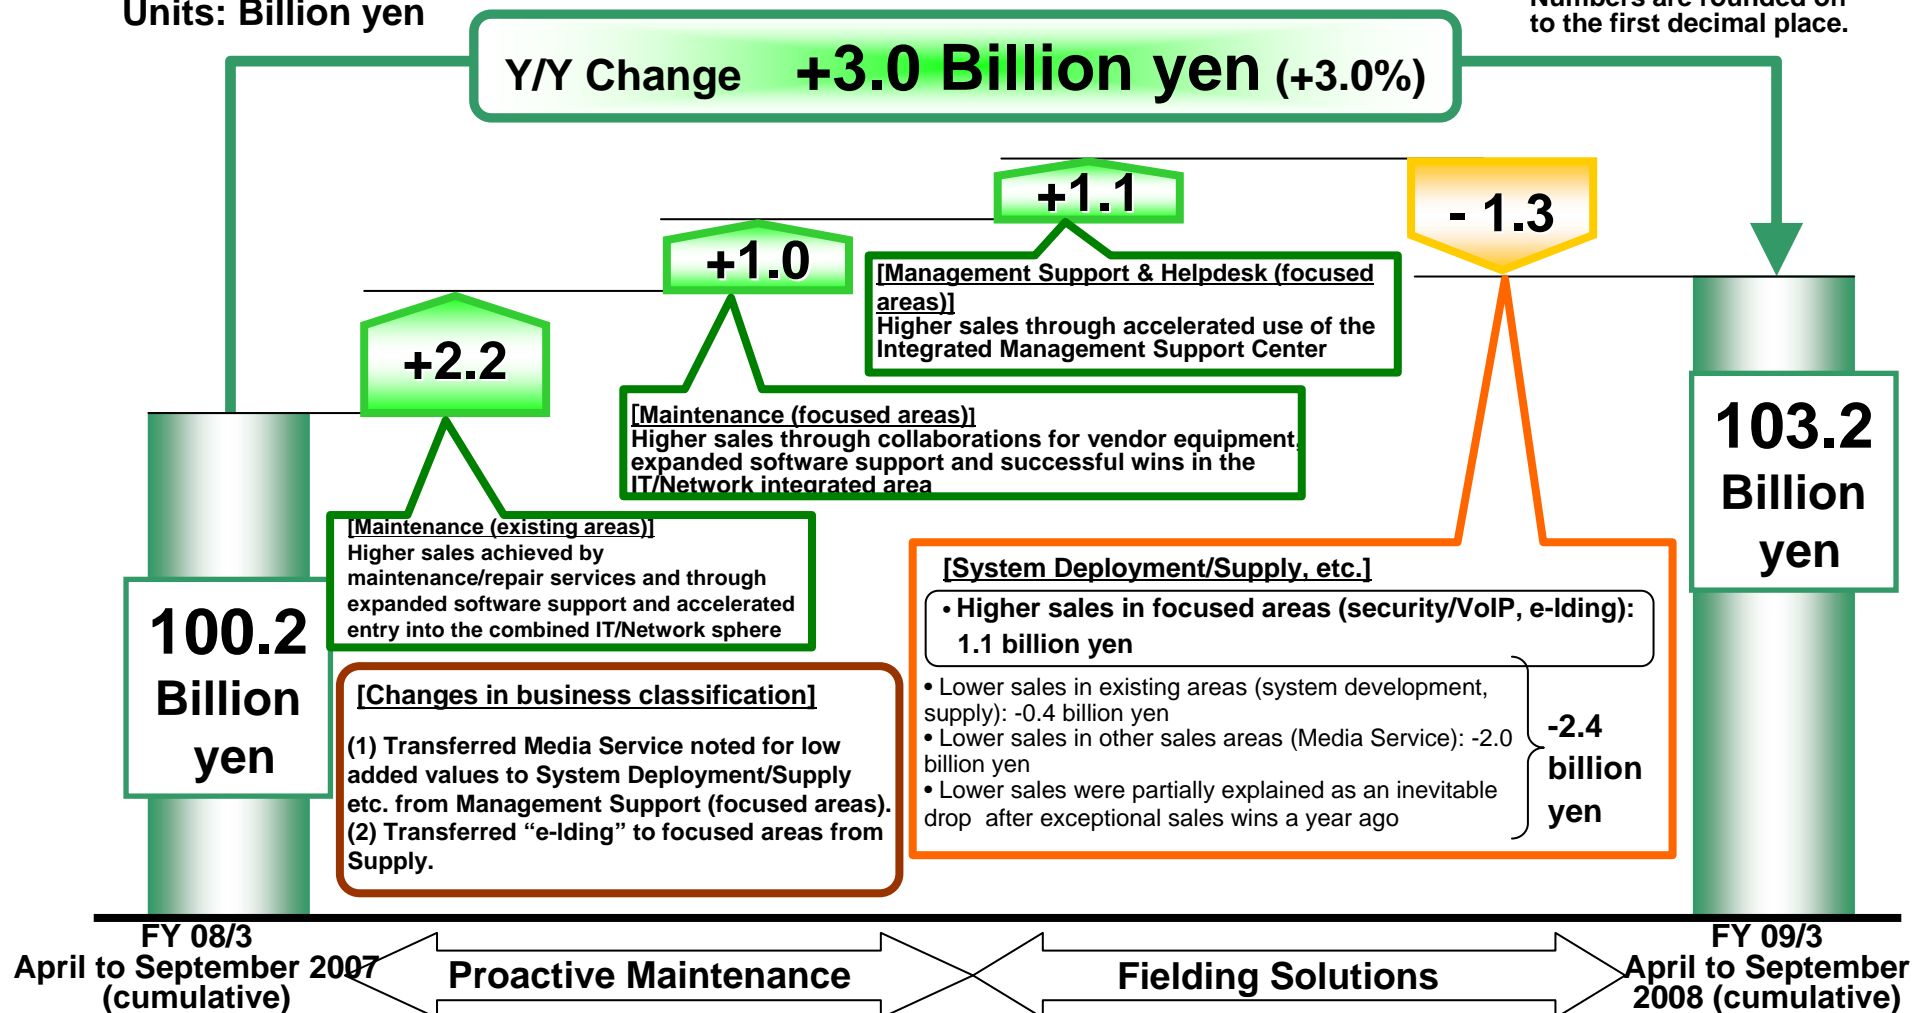 Units: Billion yen
Numbers are rounded off
to the first decimal place.
Y/Y Change +3.0 Billion yen (+3.0%)
+1.1
- 1.3
+1.0
+2.2
[Management Support & Helpdesk (focused
areas)]
Higher sales through accelerated use of the
Integrated Management Support Center
[Maintenance (focused areas)]
Higher sales through collaborations for vendor equipment,
expanded software support and successful wins in the
IT/Network integrated area
[Maintenance (existing areas)]
Higher sales achieved by
maintenance/repair services and through
expanded software support and accelerated
entry into the combined IT/Network sphere
100.2
Billion
yen
103.2
Billion
yen
[Changes in business classification]
(1) Transferred Media Service noted for low
added values to System Deployment/Supply
etc. from Management Support (focused areas).
(2) Transferred “e-Iding” to focused areas from
Supply.
[System Deployment/Supply, etc.]
• Higher sales in focused areas (security/VoIP, e-Iding):
1.1 billion yen
• Lower sales in existing areas (system development,
supply): -0.4 billion yen
• Lower sales in other sales areas (Media Service): -2.0
billion yen
• Lower sales were partially explained as an inevitable
drop after exceptional sales wins a year ago
-2.4
billion
yen
FY 08/3
April to September 2007
(cumulative)
Proactive Maintenance
Fielding Solutions
FY 09/3
April to September
2008 (cumulative)